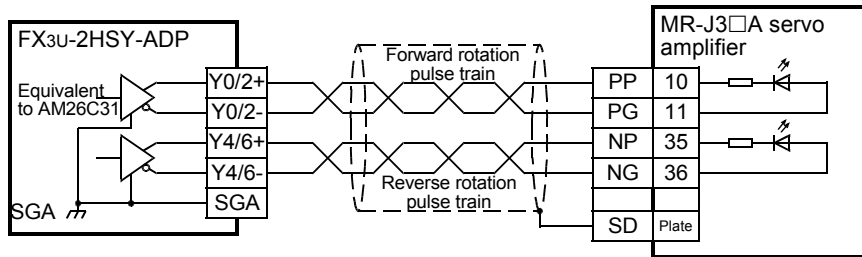 FX3U-2HSY-ADP
Equivalent
to AM26C31
Y0/2+
Y0/2-
Y4/6+
Y4/6-
SGA
SGA
Forward rotation
pulse train
Reverse rotation
pulse train
MR-J3□A servo
amplifier
PP 10
PG 11
NP 35
NG 36
SD Plate